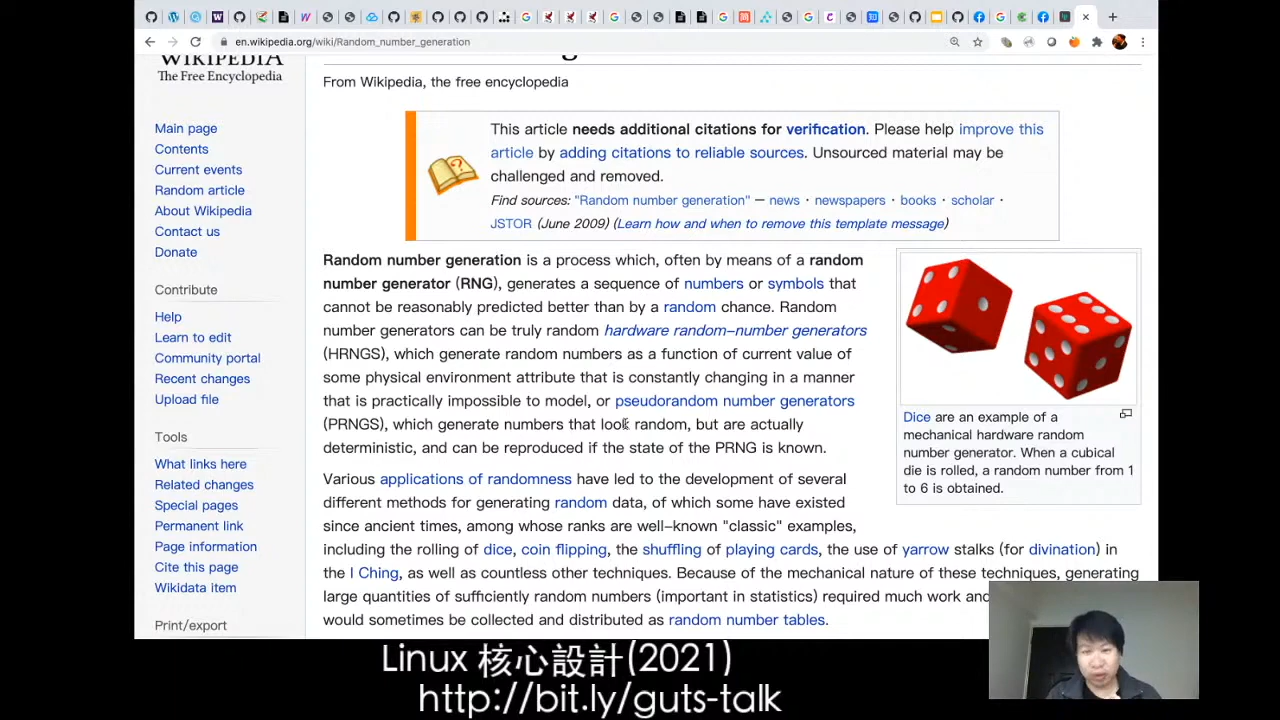 en.wikipedia.org/wiki/Random_number_generation
WIKIPEDIA
The Free Encyclopedia
Main page
Contents
Current events
Random article
About Wikipedia
Contact us
Donate
Contribute
Help
Learn to edit
Community portal
Recent changes
Upload file
Tools
What links here
Related changes
Special pages
Permanent link
Page information
Cite this page
Wikidata item
Print/export
From Wikipedia, the free encyclopedia
This article needs additional citations for verification. Please help improve this
article by adding citations to reliable sources. Unsourced material may be
challenged and removed.
Find sources: "Random number generation" – news · newspapers · books · scholar ·
JSTOR (June 2009) (Learn how and when to remove this template message)
Random number generation is a process which, often by means of a random
number generator (RNG), generates a sequence of numbers or symbols that
cannot be reasonably predicted better than by a random chance. Random
number generators can be truly random hardware random-number generators
(HRNGS), which generate random numbers as a function of current value of
some physical environment attribute that is constantly changing in a manner
that is practically impossible to model, or pseudorandom number generators
(PRNGS), which generate numbers that look random, but are actually
deterministic, and can be reproduced if the state of the PRNG is known.
Dice are an example of a
mechanical hardware random
number generator. When a cubical
die is rolled, a random number from 1
to 6 is obtained.
Various applications of randomness have led to the development of several
different methods for generating random data, of which some have existed
since ancient times, among whose ranks are well-known "classic" examples,
including the rolling of dice, coin flipping, the shuffling of playing cards, the use of yarrow stalks (for divination) in
the I Ching, as well as countless other techniques. Because of the mechanical nature of these techniques, generating
large quantities of sufficiently random numbers (important in statistics) required much work and
would sometimes be collected and distributed as random number tables.
Linux 核心設計(2021)
http://bit.ly/guts-talk